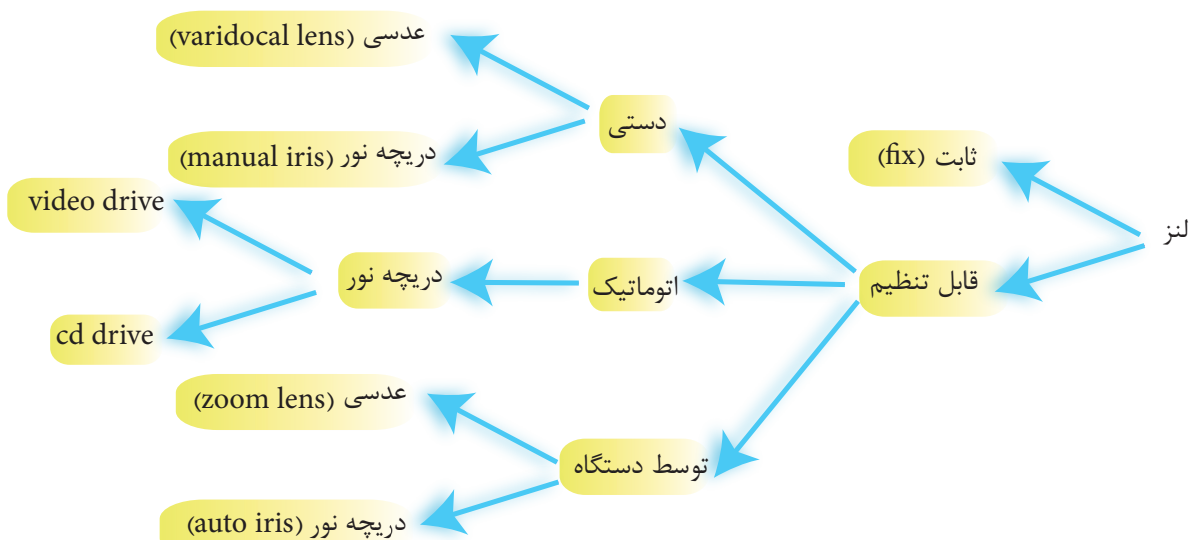 لنز
ثابت (fix)
قابل تنظیم
دستی
عدسی (varidocal lens)
دریچه نور (manual iris)
اتوماتیک
دریچه نور
video drive
cd drive
توسط دستگاه
عدسی (zoom lens)
دریچه نور (auto iris)